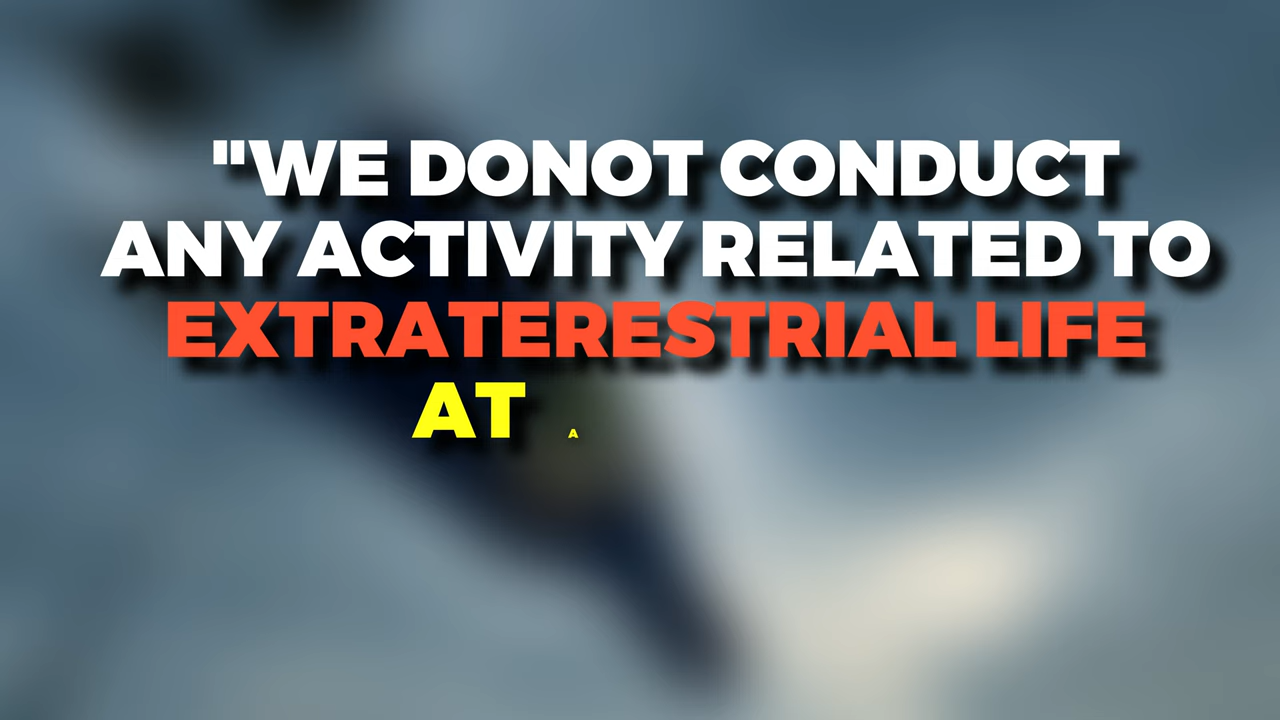 "WE DONOT CONDUCT
ANY ACTIVITY RELATED TO
EXTRATERESTRIAL LIFE
AT A